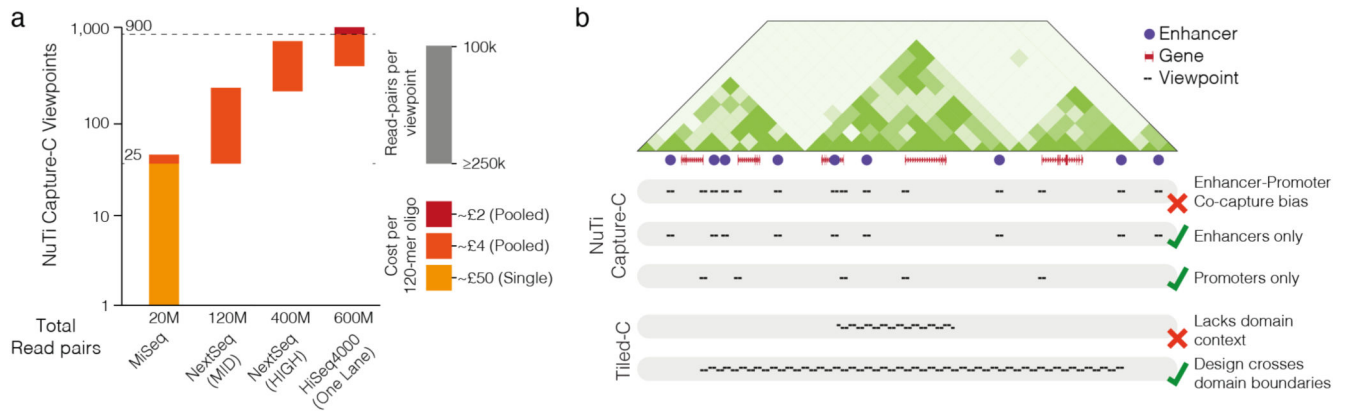 a
NuTi Capture-C Viewpoints
1,000
900
100
25
10
1
Total
Read pairs
20M
120M
400M
600M
MiSeq
NextSeq
(MID)
NextSeq
(HIGH)
HiSeq4000
(One Lane)
Read-pairs per
viewpoint
100k
≥250k
Cost per
120-mer oligo
~£2 (Pooled)
~£4 (Pooled)
~£50 (Single)
b
Enhancer
Gene
Viewpoint
NuTi
Capture-C
Enhancer-Promoter
Co-capture bias
Enhancers only
Promoters only
Tiled-C
Lacks domain
context
Design crosses
domain boundaries